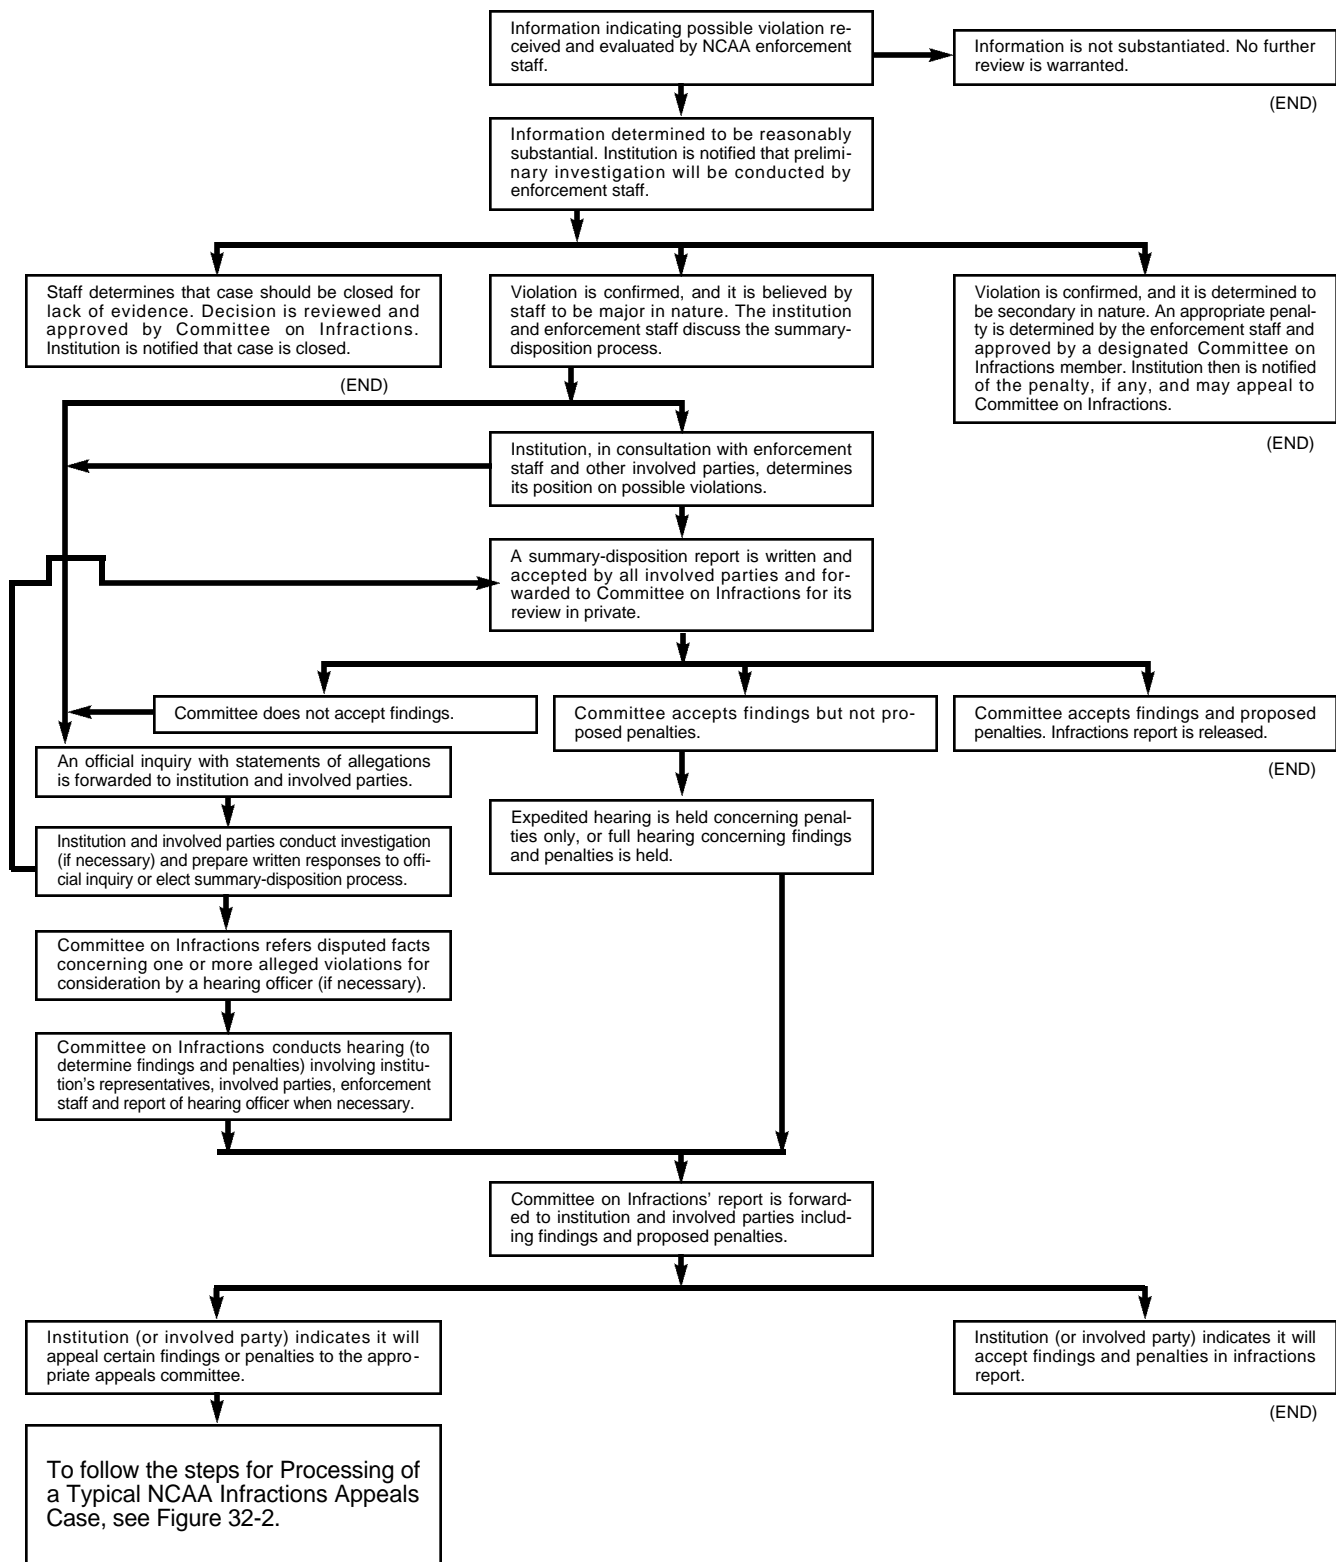 Information indicating possible violation re-
ceived and evaluated by NCAA enforcement
staff.
Information is not substantiated. No further
review is warranted.
(END)
Information determined to be reasonably
substantial. Institution is notified that prelimi-
nary investigation will be conducted by
enforcement staff.
Staff determines that case should be closed for
lack of evidence. Decision is reviewed and
approved by Committee on Infractions.
Institution is notified that case is closed.
(END)
Violation is confirmed, and it is believed by
staff to be major in nature. The institution
and enforcement staff discuss the summary-
disposition process.
Violation is confirmed, and it is determined to
be secondary in nature. An appropriate penal-
ty is determined by the enforcement staff and
approved by a designated Committee on
Infractions member. Institution then is notified
of the penalty, if any, and may appeal to
Committee on Infractions.
(END)
Institution, in consultation with enforcement
staff and other involved parties, determines
its position on possible violations.
A summary-disposition report is written and
accepted by all involved parties and for-
warded to Committee on Infractions for its
review in private.
Committee does not accept findings.
Committee accepts findings but not pro-
posed penalties.
Committee accepts findings and proposed
penalties. Infractions report is released.
(END)
An official inquiry with statements of allegations
is forwarded to institution and involved parties.
Expedited hearing is held concerning penal-
ties only, or full hearing concerning findings
and penalties is held.
Institution and involved parties conduct investigation
(if necessary) and prepare written responses to offi-
cial inquiry or elect summary-disposition process.
Committee on Infractions refers disputed facts
concerning one or more alleged violations for
consideration by a hearing officer (if necessary).
Committee on Infractions conducts hearing (to
determine findings and penalties) involving institu-
tion's representatives, involved parties, enforcement
staff and report of hearing officer when necessary.
Committee on Infractions' report is forward-
ed to institution and involved parties includ-
ing findings and proposed penalties.
Institution (or involved party) indicates it will
appeal certain findings or penalties to the appro-
priate appeals committee.
Institution (or involved party) indicates it will
accept findings and penalties in infractions
report.
(END)
To follow the steps for Processing of
a Typical NCAA Infractions Appeals
Case, see Figure 32-2.